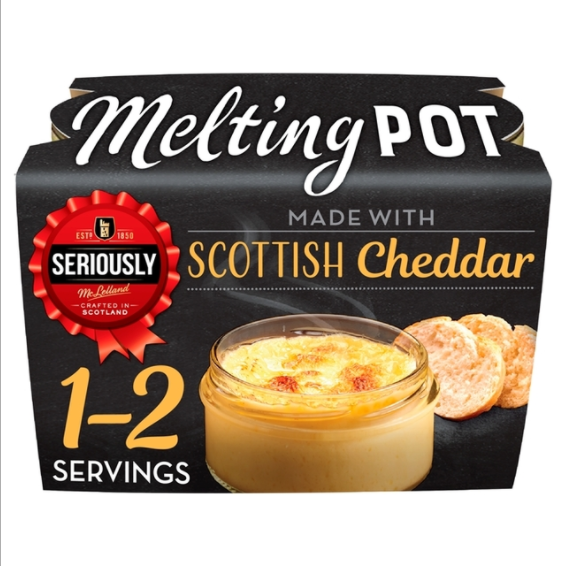 Melting POT
MADE WITH
SCOTTISH Cheddar
ESTD 1850
SERIOUSLY
McLelland
CRAFTED IN
SCOTLAND
1-2
SERVINGS